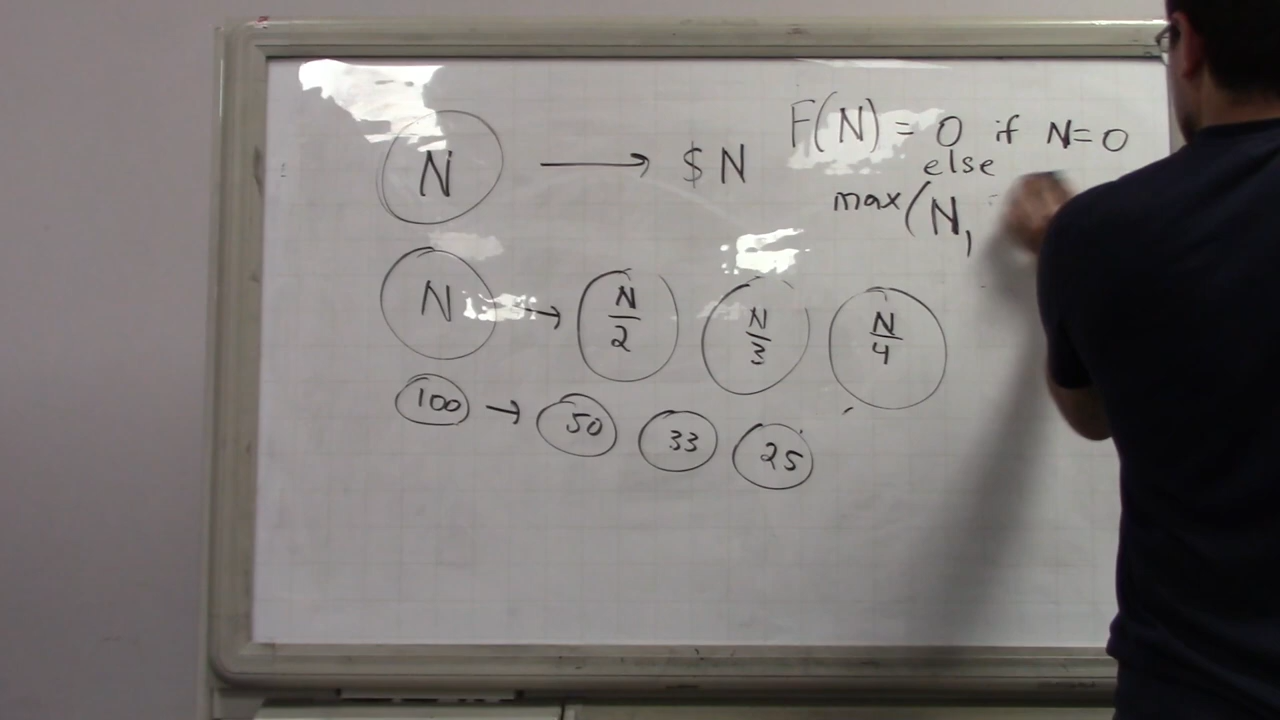 N → $ N
F(N) = 0 if N=0
else
max(N,
N → N/2 N/3 N/4
100 → 50 33 25